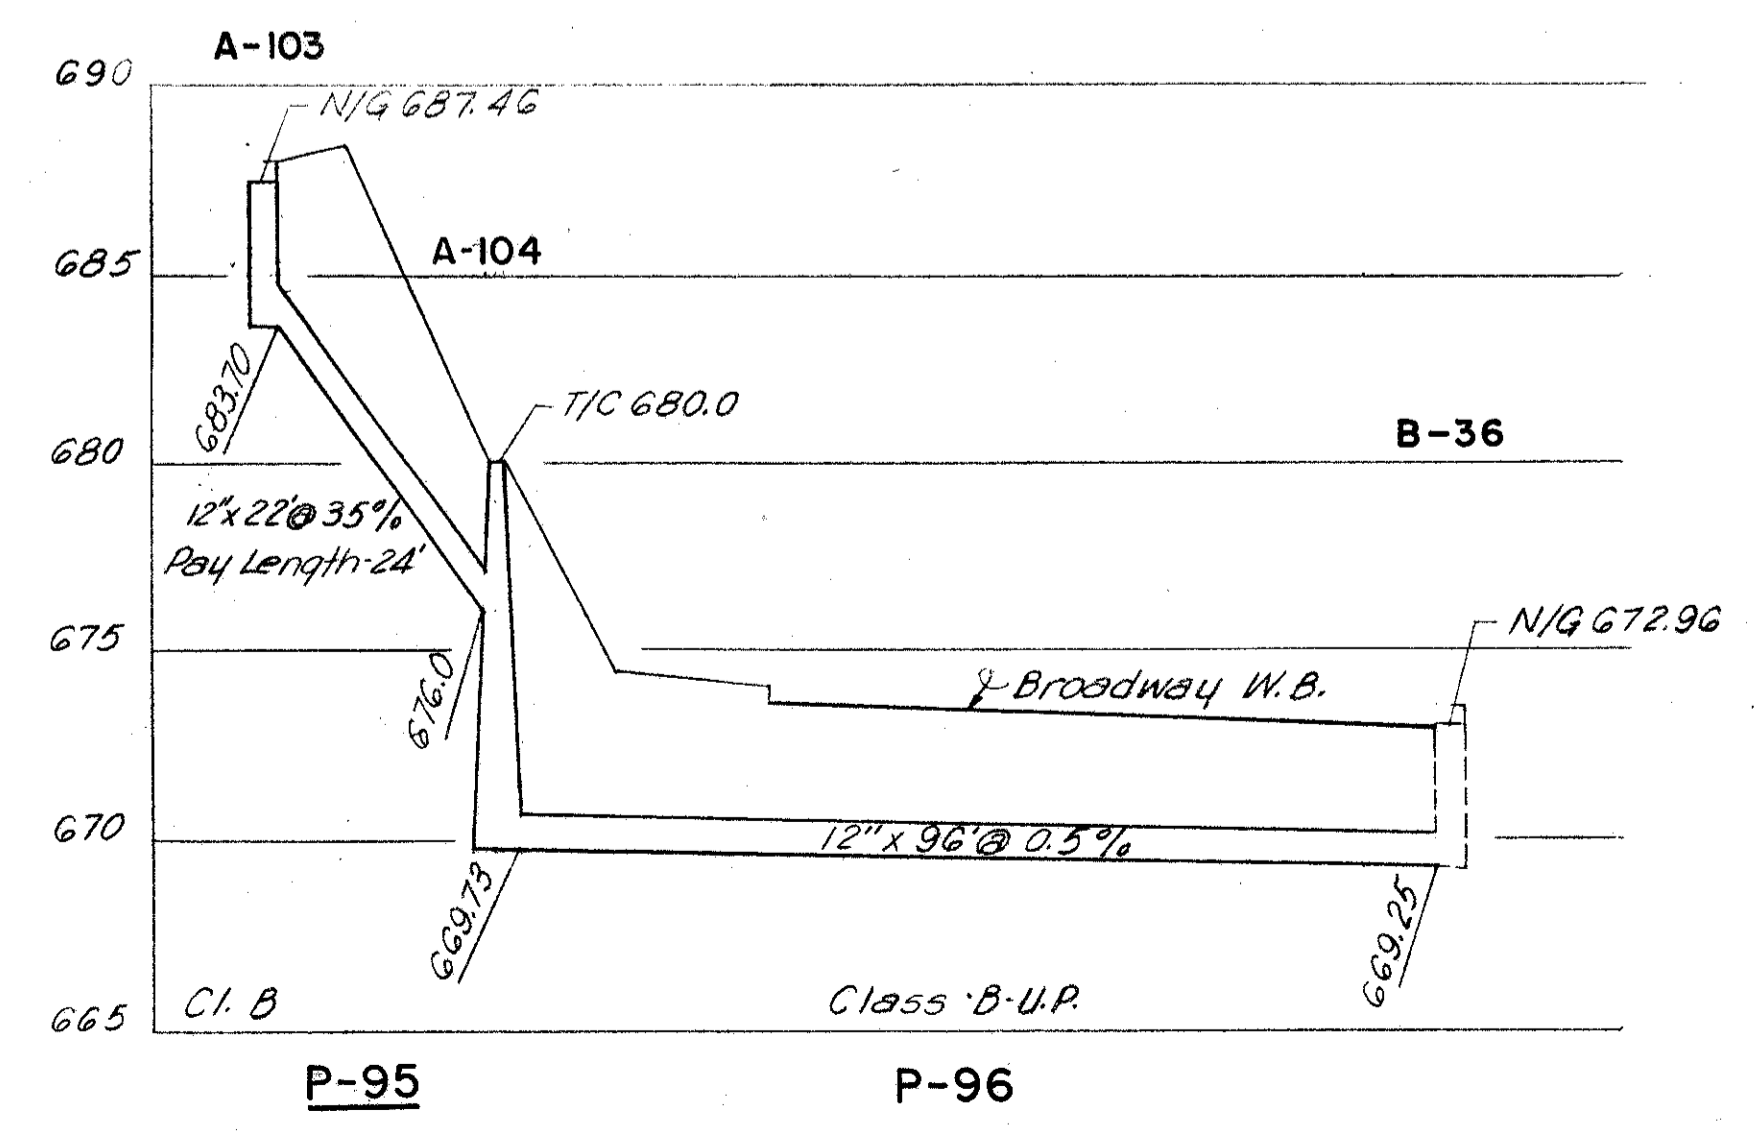 A-103
690
N/G 687.46
A-104
685
683.70
T/C 680.0
680
B-36
12"x 22'@ 35%
Pay Length-24'
N/G 672.96
675
676.0
℄ Broadway W.B.
670
12" x 96'@ 0.5%
669.73
669.25
Cl. B
Class B-U.P.
665
P-95
P-96